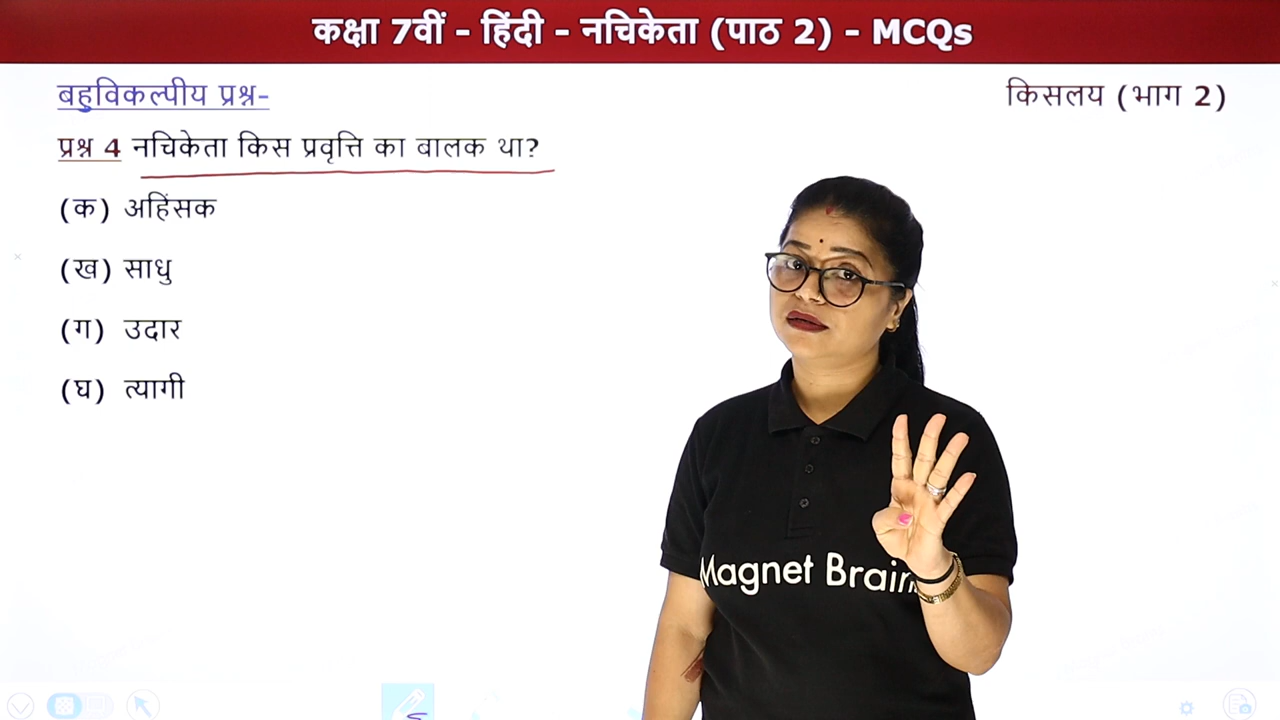 कक्षा 7वीं - हिंदी - नचिकेता (पाठ 2) - MCQs
बहुविकल्पीय प्रश्न-
किसलय (भाग 2)
प्रश्न 4 नचिकेता किस प्रवृत्ति का बालक था?
(क) अहिंसक
(ख) साधु
(ग) उदार
(घ) त्यागी
Magnet Brain